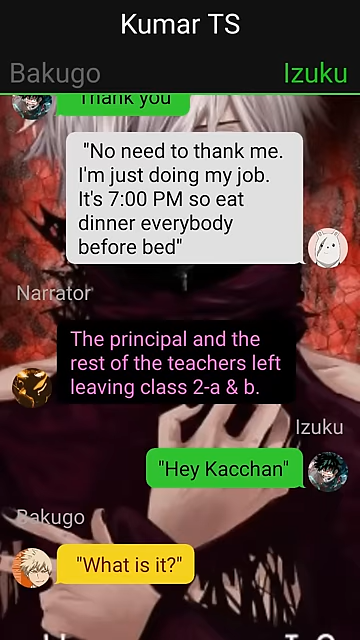 Kumar TS
Bakugo
Izuku
Thank you
"No need to thank me.
I'm just doing my job.
It's 7:00 PM so eat
dinner everybody
before bed"
Narrator
The principal and the
rest of the teachers left
leaving class 2-a & b.
Izuku
"Hey Kacchan"
Bakugo
"What is it?"